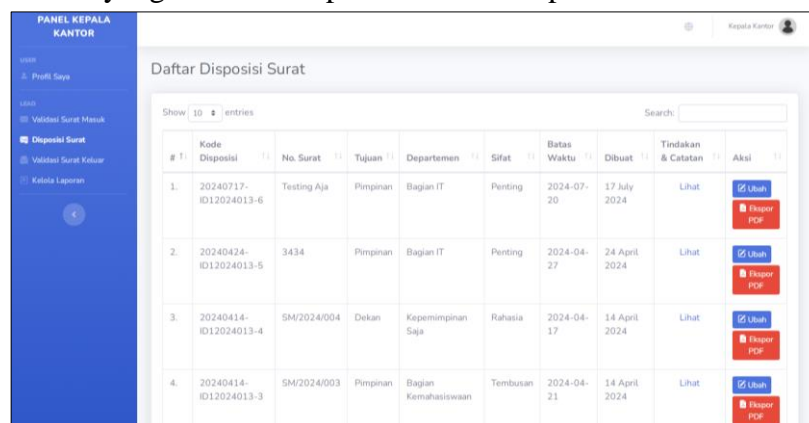 PANEL KEPALA
KANTOR
Kepala Kantor
USER
Profil Saya
LEAD
Validasi Surat Masuk
Disposisi Surat
Validasi Surat Keluar
Kelola Laporan
Daftar Disposisi Surat
Show 10 entries
Search:
# Kode Disposisi No. Surat Tujuan Departemen Sifat Batas Waktu Dibuat Tindakan & Catatan Aksi
1. 20240717-ID12024013-6 Testing Aja Pimpinan Bagian IT Penting 2024-07-20 17 July 2024 Lihat Ubah Ekspor PDF
2. 20240424-ID12024013-5 3434 Pimpinan Bagian IT Penting 2024-04-27 24 April 2024 Lihat Ubah Ekspor PDF
3. 20240414-ID12024013-4 SM/2024/004 Dekan Kepemimpinan Saja Rahasia 2024-04-17 14 April 2024 Lihat Ubah Ekspor PDF
4. 20240414-ID12024013-3 SM/2024/003 Pimpinan Bagian Kemahasiswaan Tembusan 2024-04-21 14 April 2024 Lihat Ubah Ekspor PDF